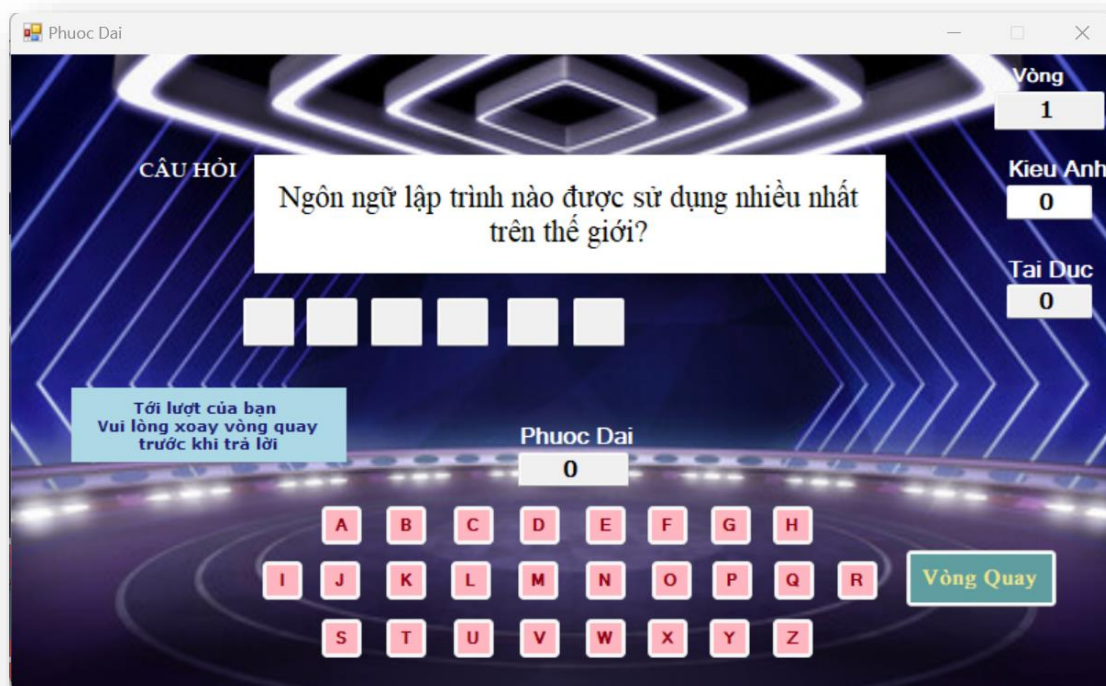 Phuoc Dai
Vòng
1
CÂU HỎI
Ngôn ngữ lập trình nào được sử dụng nhiều nhất
trên thế giới?
Kieu Anh
0
Tai Duc
0
Tới lượt của bạn
Vui lòng xoay vòng quay
trước khi trả lời
Phuoc Dai
0
A B C D E F G H
I J K L M N O P Q R
Vòng Quay
S T U V W X Y Z